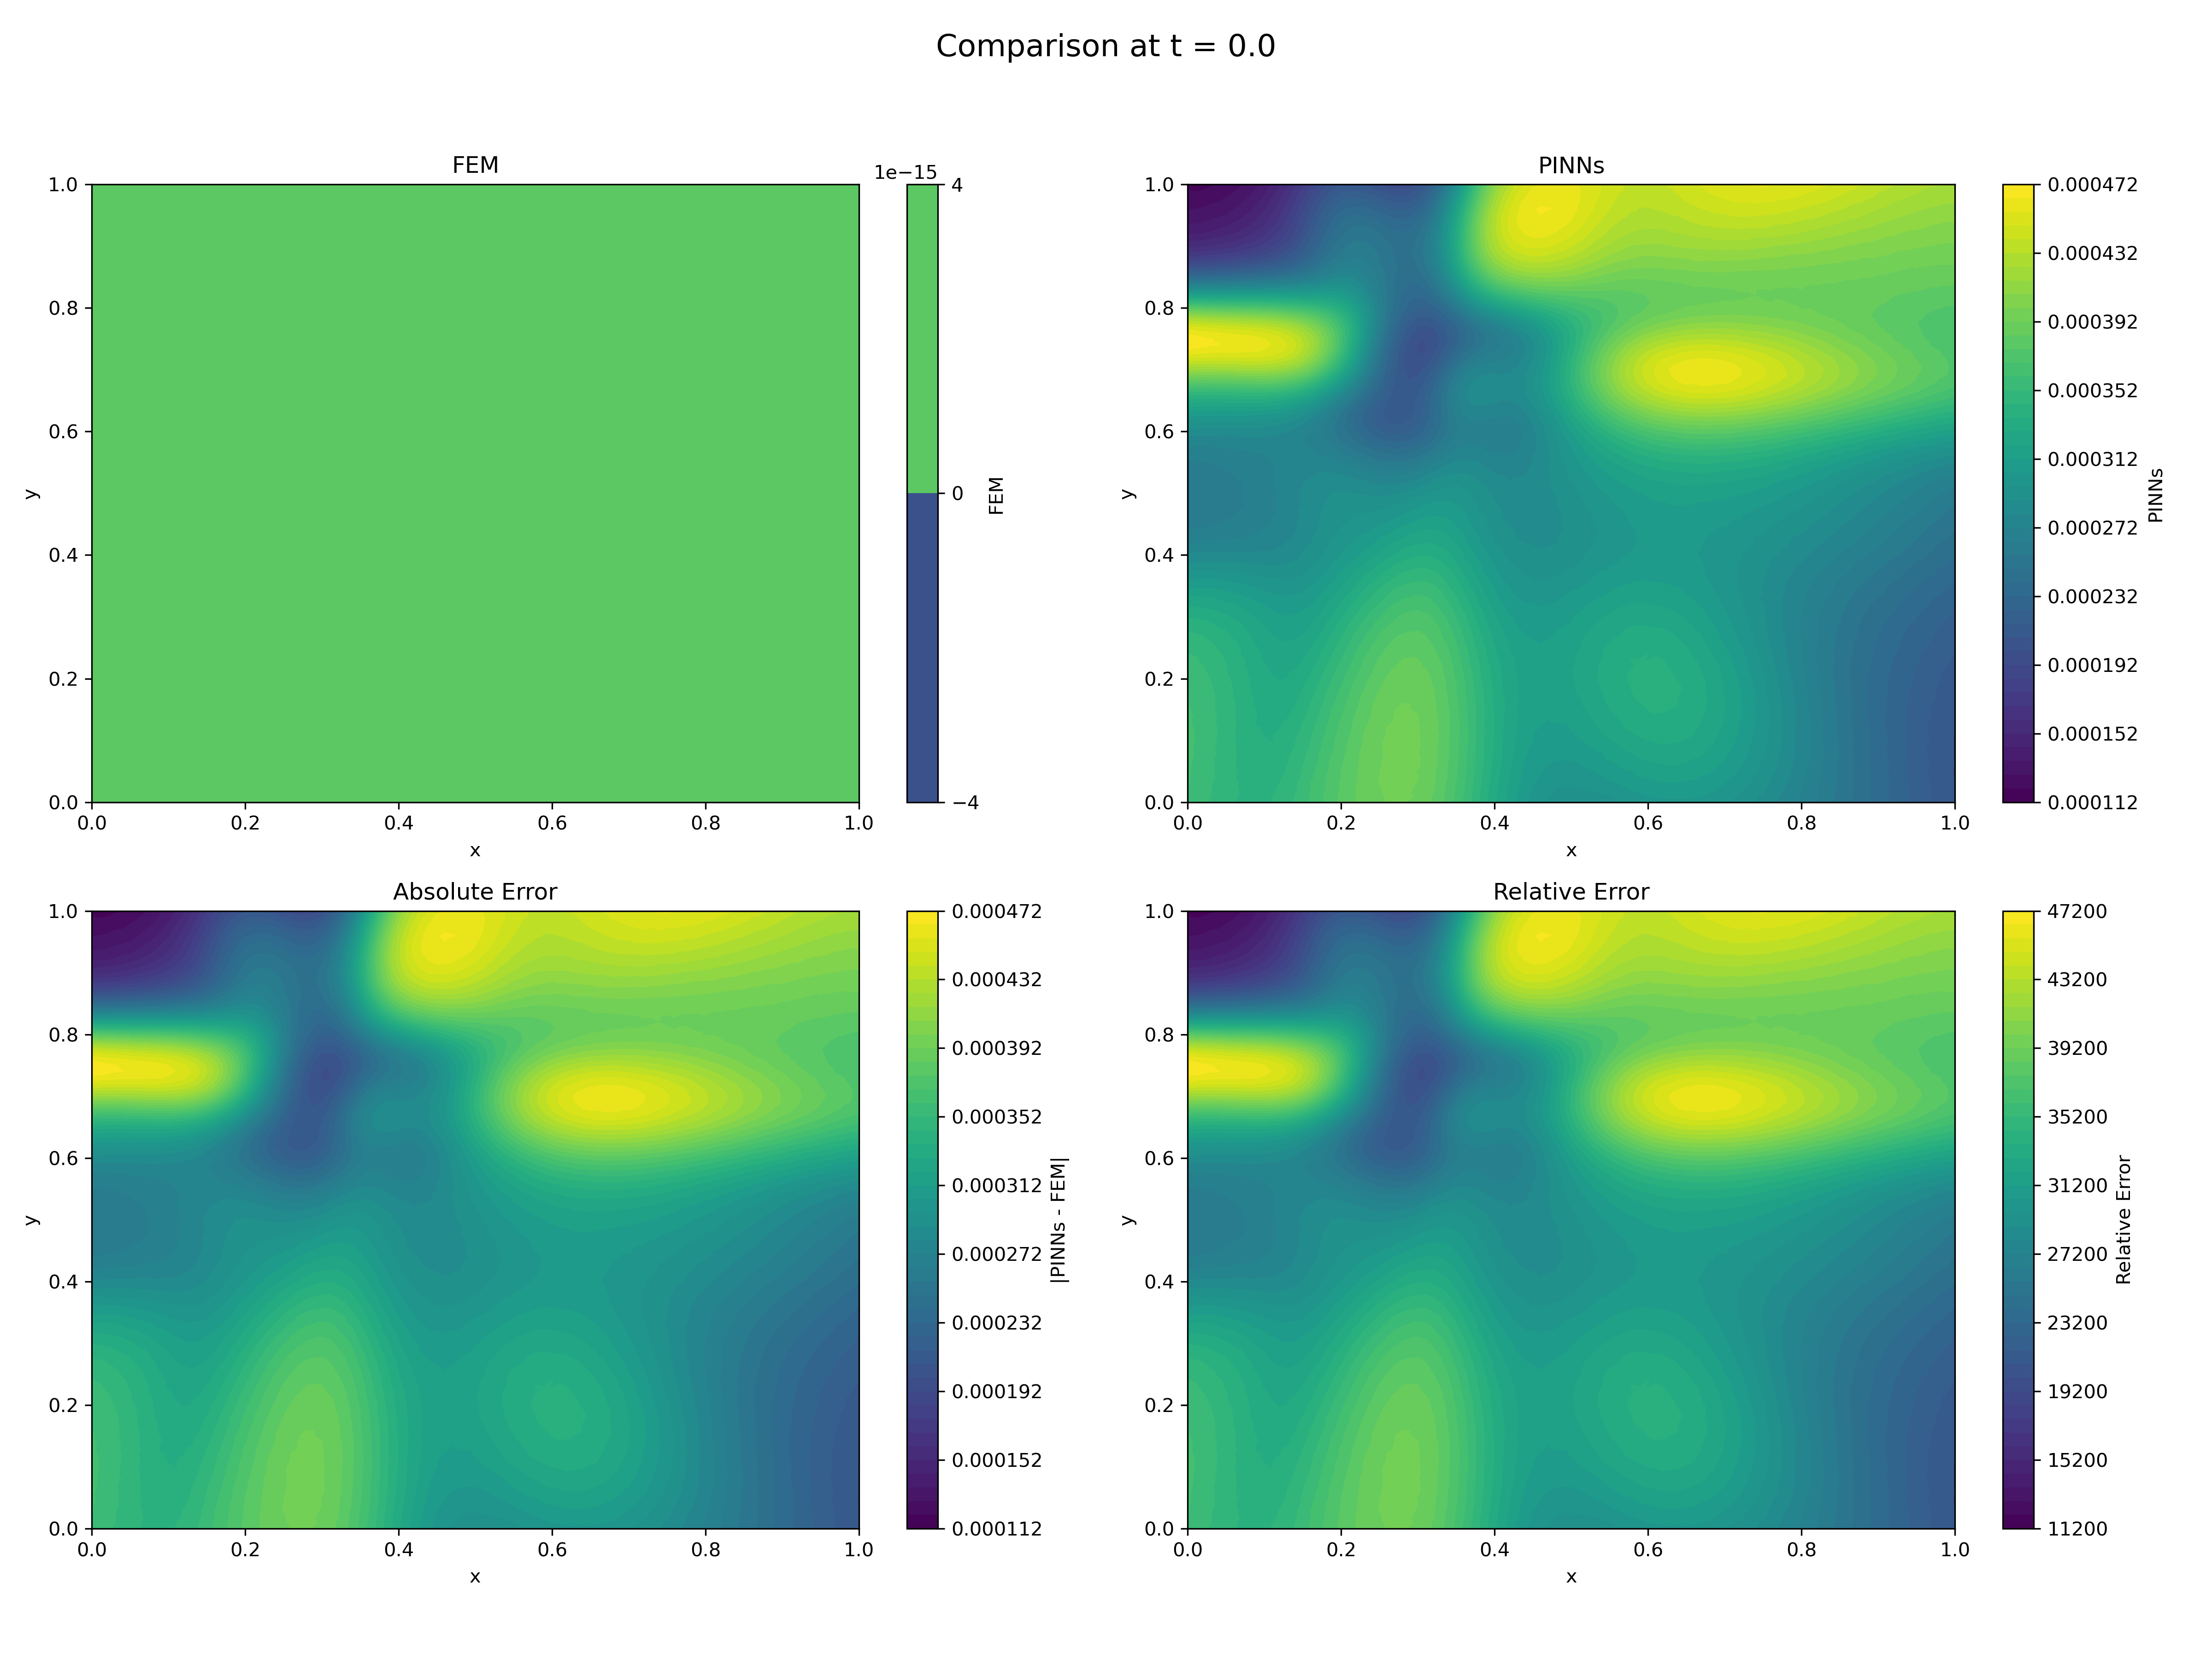 Comparison at t = 0.0
FEM
1e−15
1.0
0.8
0.6
0.4
0.2
0.0
y
0.0 0.2 0.4 0.6 0.8 1.0
x
4
0
−4
FEM
PINNs
1.0
0.8
0.6
0.4
0.2
0.0
y
0.0 0.2 0.4 0.6 0.8 1.0
x
0.000472
0.000432
0.000392
0.000352
0.000312
0.000272
0.000232
0.000192
0.000152
0.000112
PINNs
Absolute Error
1.0
0.8
0.6
0.4
0.2
0.0
y
0.0 0.2 0.4 0.6 0.8 1.0
x
0.000472
0.000432
0.000392
0.000352
0.000312
0.000272
0.000232
0.000192
0.000152
0.000112
|PINNs - FEM|
Relative Error
1.0
0.8
0.6
0.4
0.2
0.0
y
0.0 0.2 0.4 0.6 0.8 1.0
x
47200
43200
39200
35200
31200
27200
23200
19200
15200
11200
Relative Error